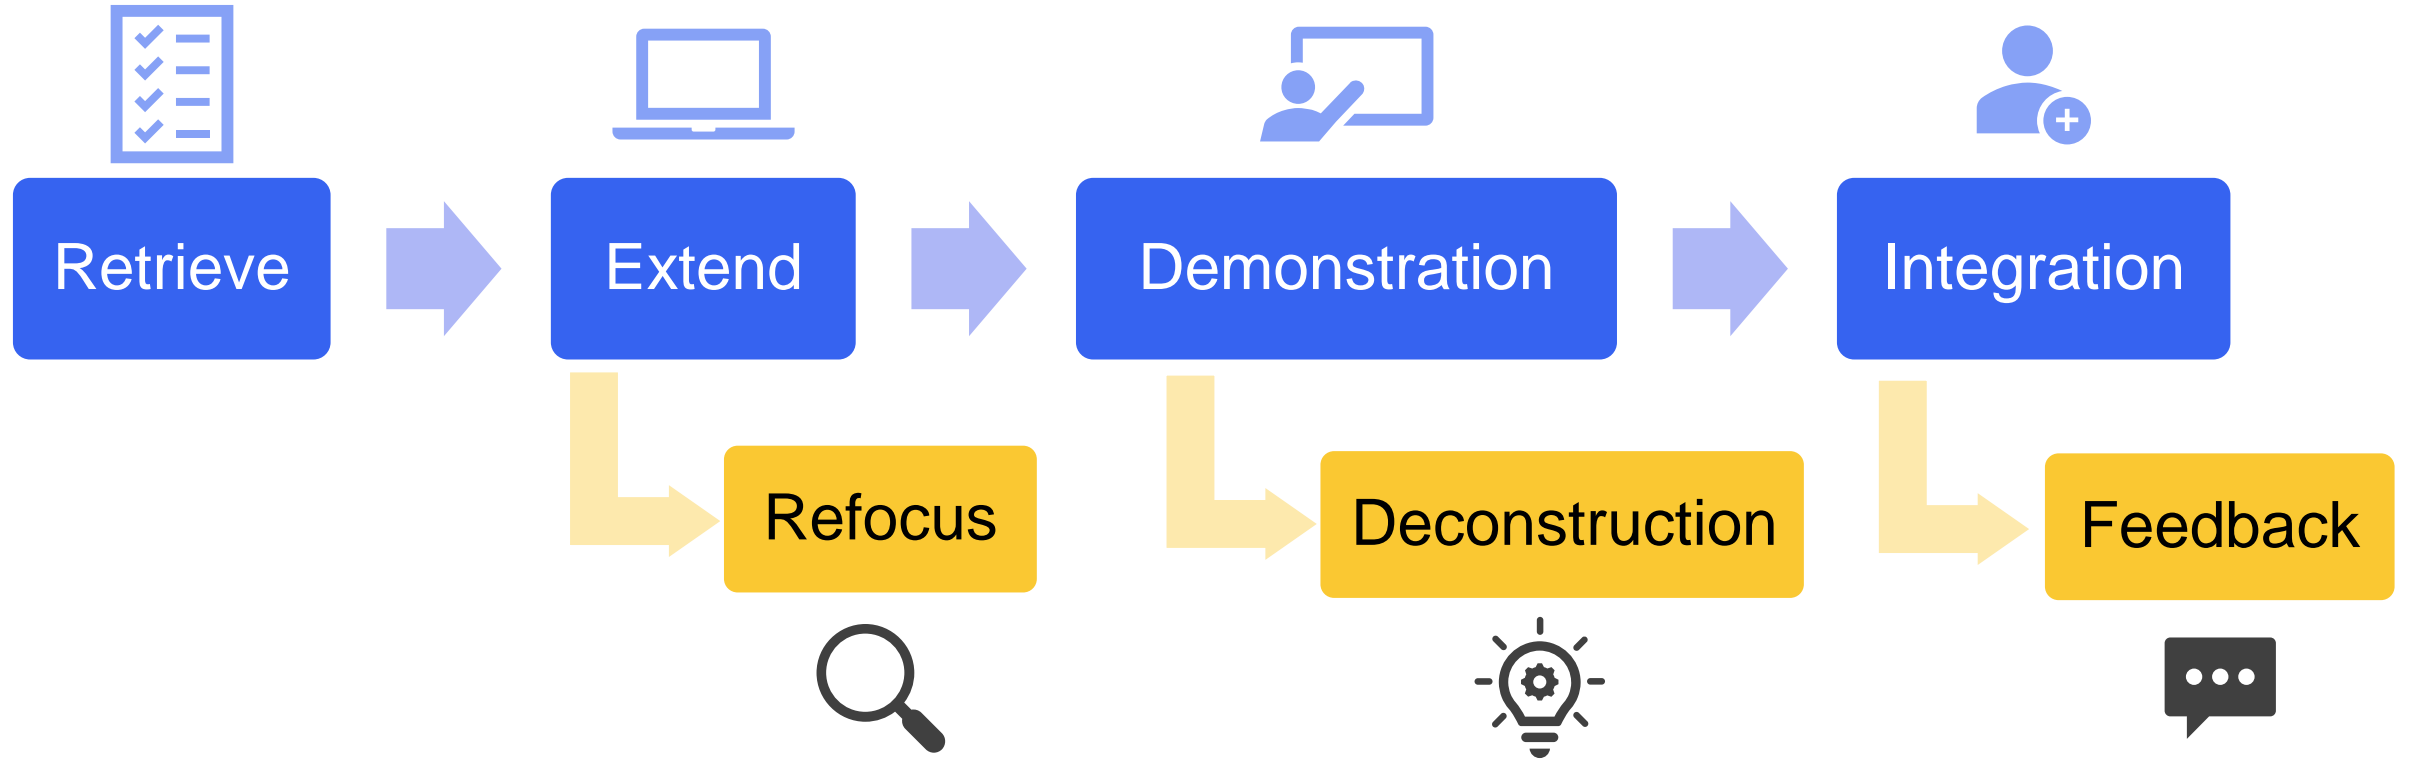 Retrieve
Extend
Demonstration
Integration
Refocus
Deconstruction
Feedback